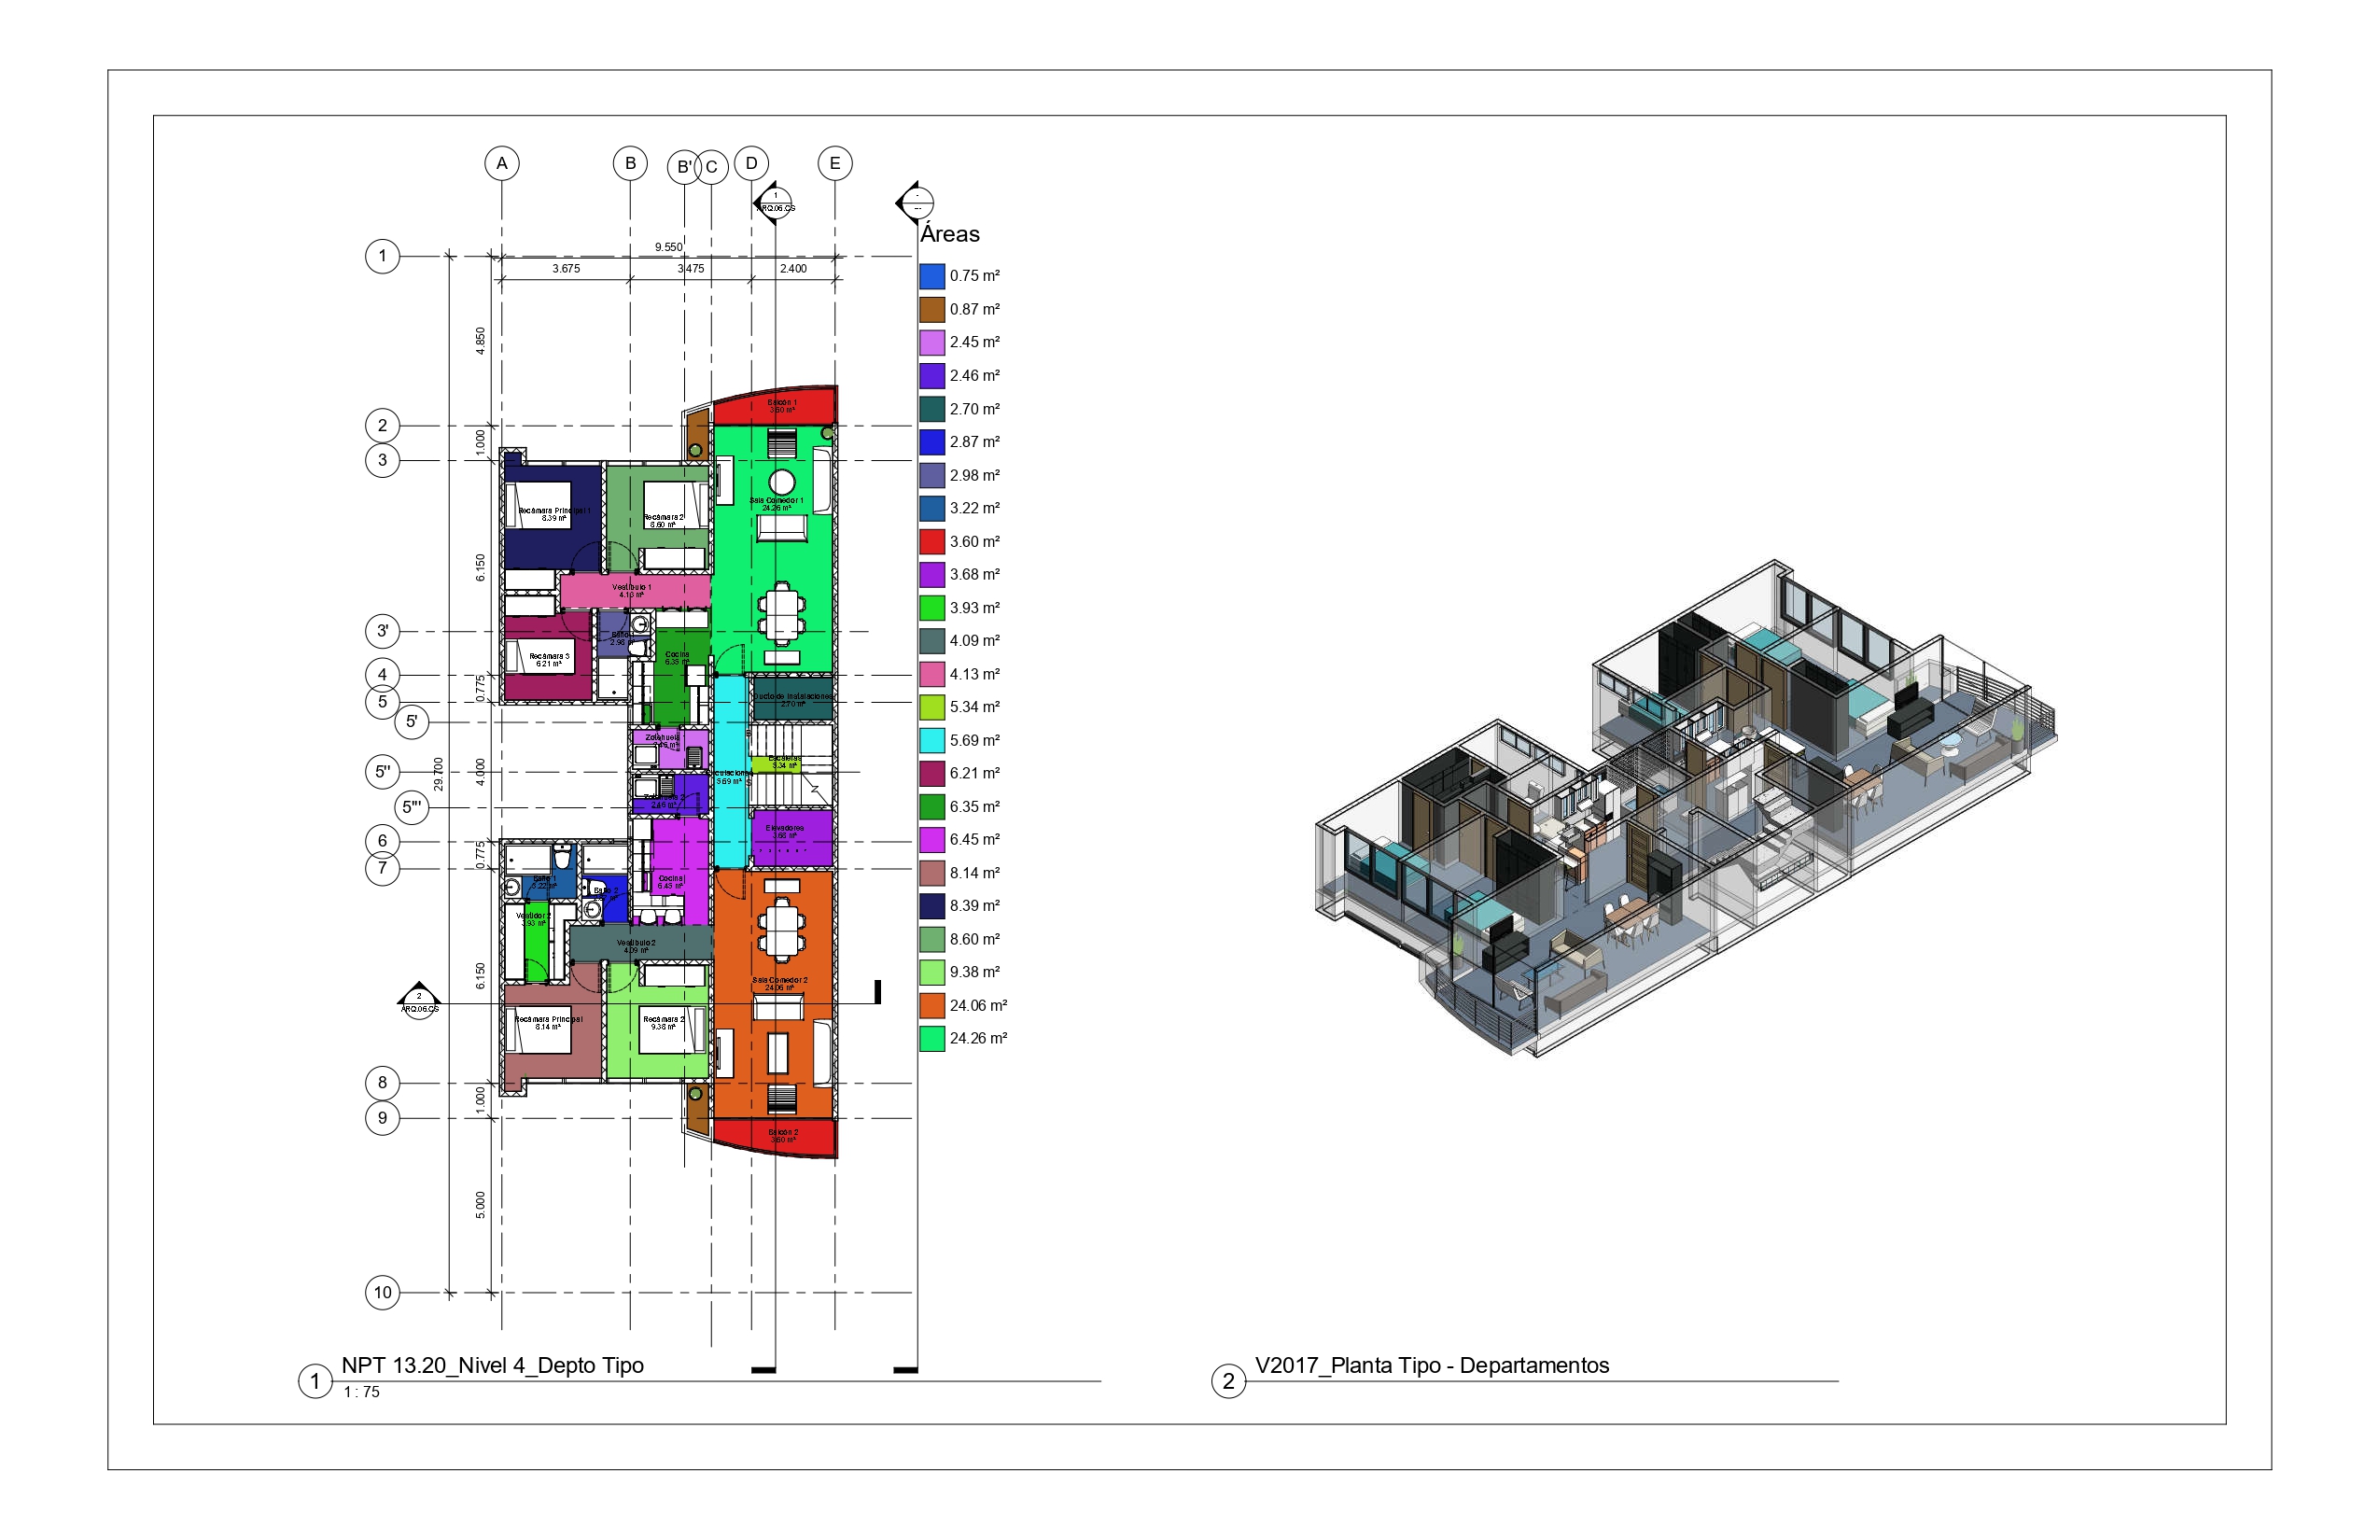 A
B
B'
C
D
E
1
ARQ.06.CS
-
---
Áreas
1
9.550
3.675
3.475
2.400
0.75 m²
0.87 m²
2.45 m²
2.46 m²
2.70 m²
2.87 m²
2.98 m²
3.22 m²
3.60 m²
3.68 m²
3.93 m²
4.09 m²
4.13 m²
5.34 m²
5.69 m²
6.21 m²
6.35 m²
6.45 m²
8.14 m²
8.39 m²
8.60 m²
9.38 m²
24.06 m²
24.26 m²
4.850
2
1.000
3
6.150
3'
4
0.775
5
5'
5"
4.000
29.700
5"'
6
0.775
7
6.150
8
1.000
9
5.000
10
2
ARQ.06.CS
Balcón 1
3.60 m²
Sala Comedor 1
24.26 m²
Recámara Principal 1
8.39 m²
Recámara 2
8.60 m²
Vestíbulo 1
4.13 m²
Recámara 3
6.21 m²
2.98 m²
Cocina
6.35 m²
Ducto de Instalaciones
2.70 m²
Zotehuela
Escaleras
5.34 m²
5.69 m²
2.46 m²
Elevadores
3.68 m²
Cocina
6.45 m²
Baño 1
3.22 m²
Baño 2
Vestidor 2
3.93 m²
Vestíbulo 2
4.09 m²
Sala Comedor 2
24.06 m²
Recámara Principal
8.14 m²
Recámara 2
9.38 m²
Balcón 2
3.60 m²
1
NPT 13.20_Nivel 4_Depto Tipo
1 : 75
2
V2017_Planta Tipo - Departamentos